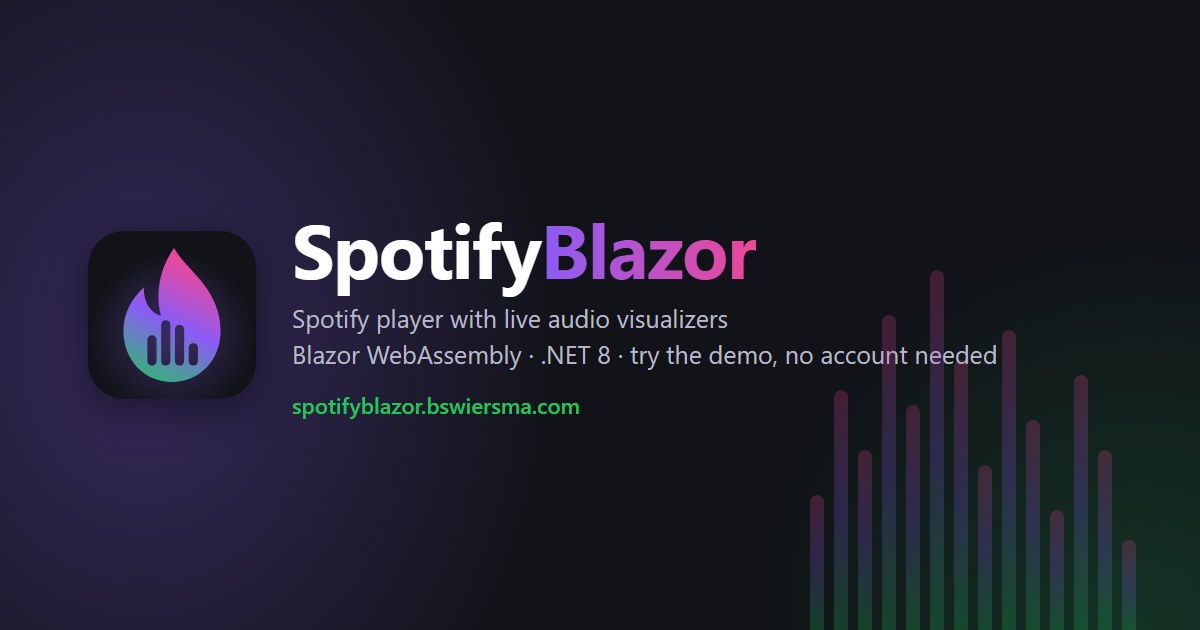 SpotifyBlazor
Spotify player with live audio visualizers
Blazor WebAssembly · .NET 8 · try the demo, no account needed
spotifyblazor.bswiersma.com